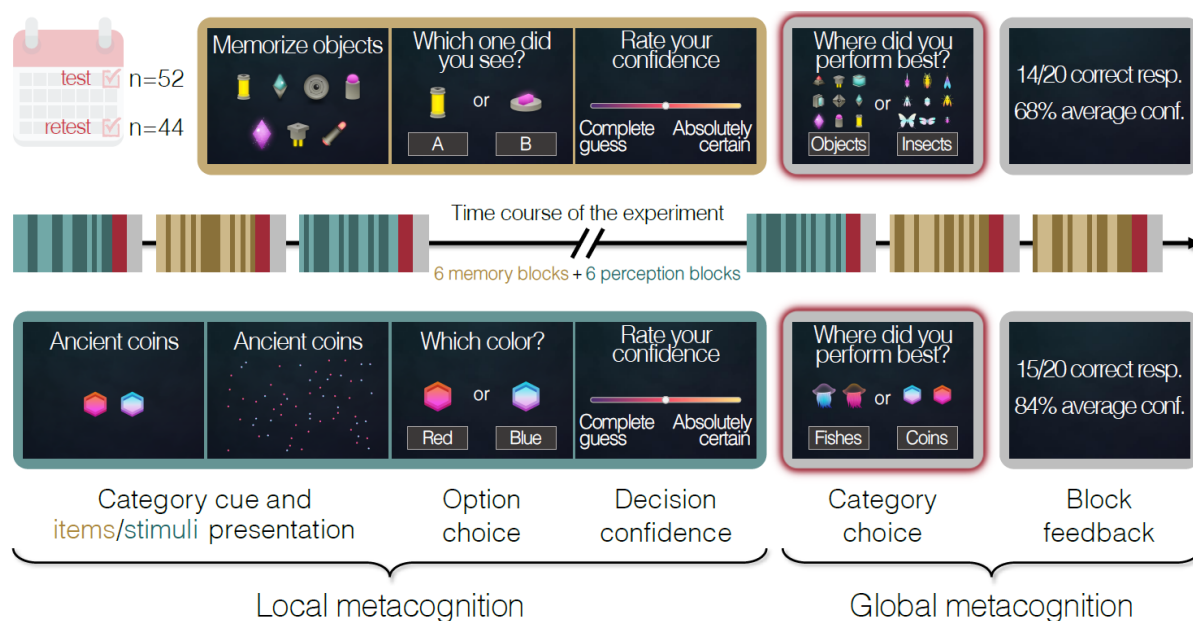 test n=52
retest n=44
Memorize objects
Which one did
you see?
or
A B
Rate your
confidence
Complete
guess
Absolutely
certain
Where did you
perform best?
or
Objects Insects
14/20 correct resp.
68% average conf.
Time course of the experiment
6 memory blocks + 6 perception blocks
Ancient coins
Ancient coins
Which color?
or
Red Blue
Rate your
confidence
Complete
guess
Absolutely
certain
Where did you
perform best?
or
Fishes Coins
15/20 correct resp.
84% average conf.
Category cue and
items/stimuli presentation
Option
choice
Decision
confidence
Category
choice
Block
feedback
Local metacognition
Global metacognition